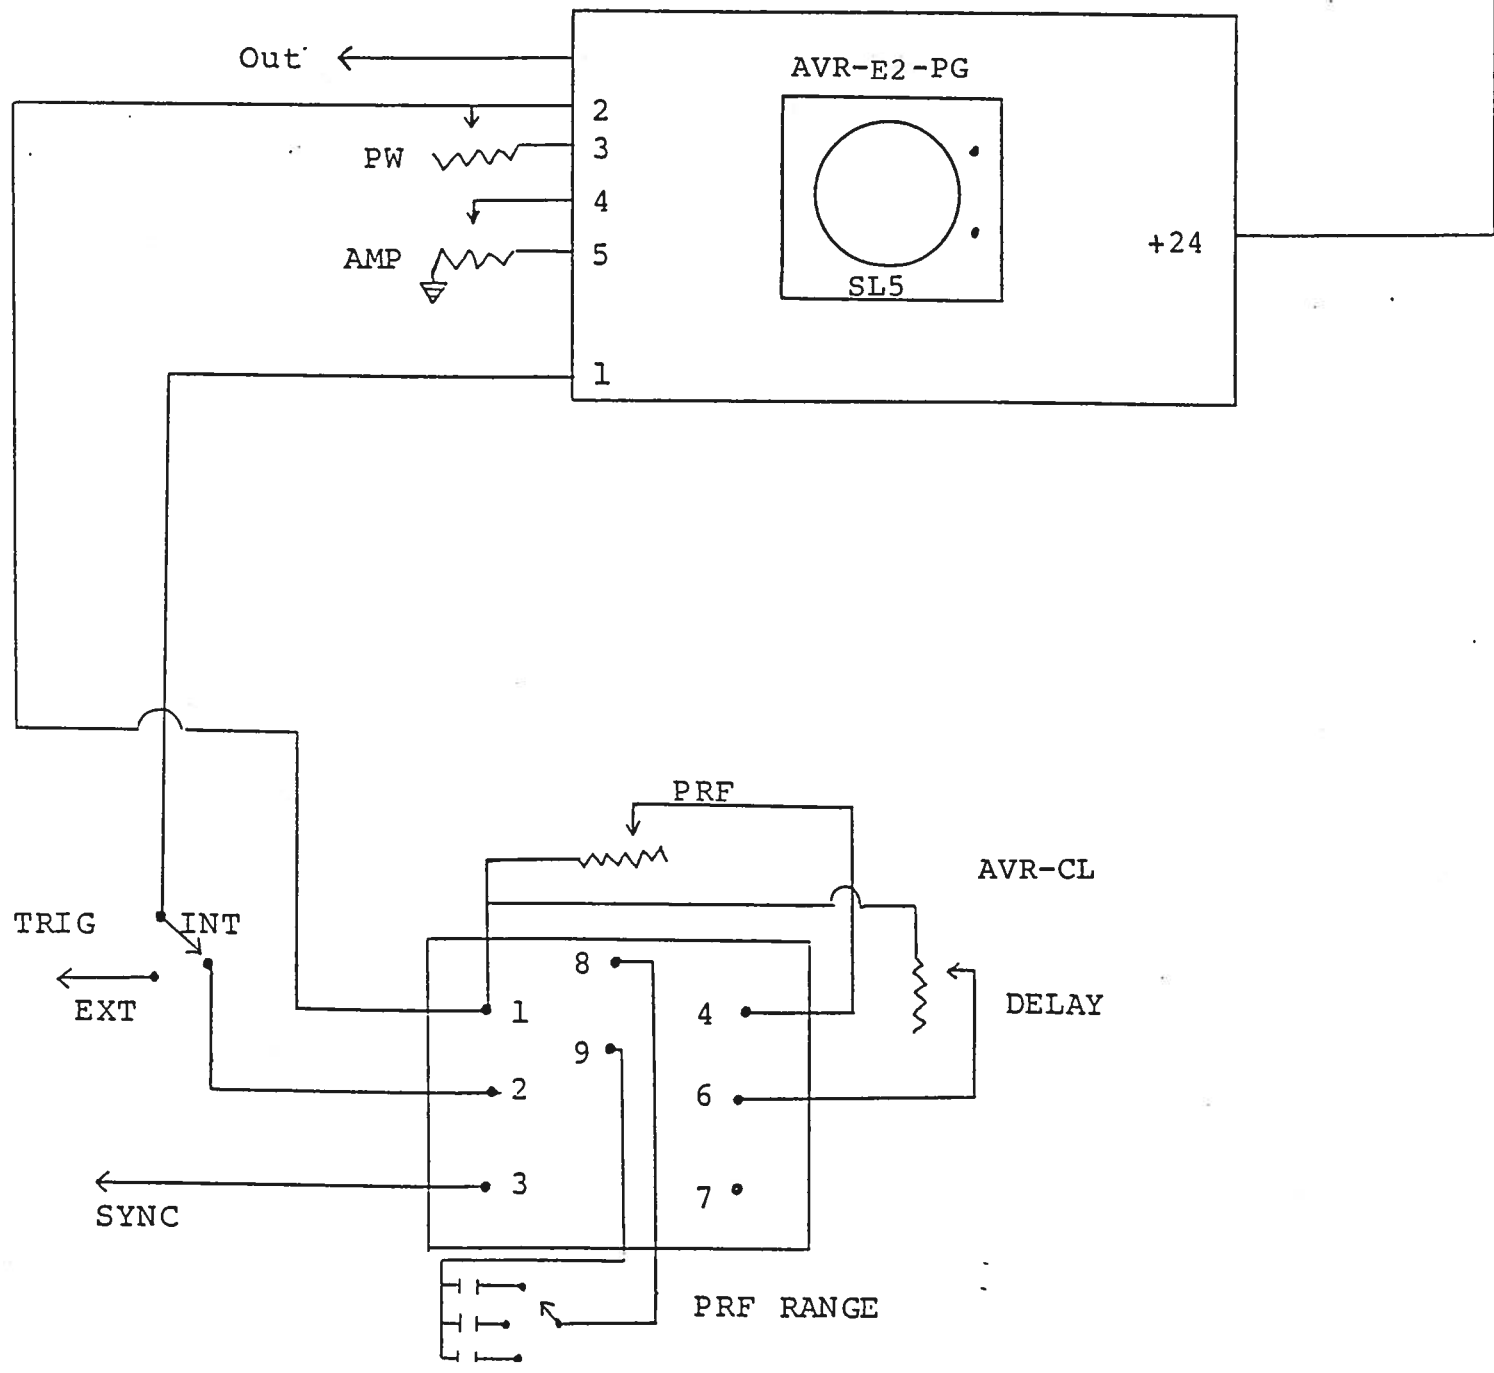 Out
AVR-E2-PG
2
PW
3
4
AMP
5
SL5
+24
1
PRF
AVR-CL
TRIG
INT
EXT
8
1
4
DELAY
9
2
6
3
7
SYNC
PRF RANGE